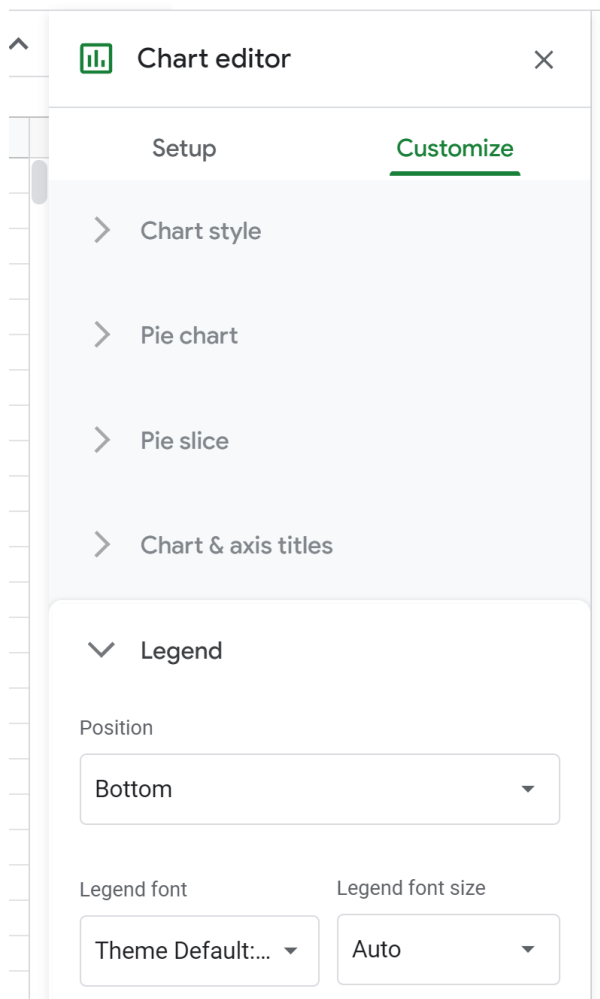 Chart editor
Setup Customize
Chart style
Pie chart
Pie slice
Chart & axis titles
Legend
Position
Bottom
Legend font Legend font size
Theme Default:... Auto